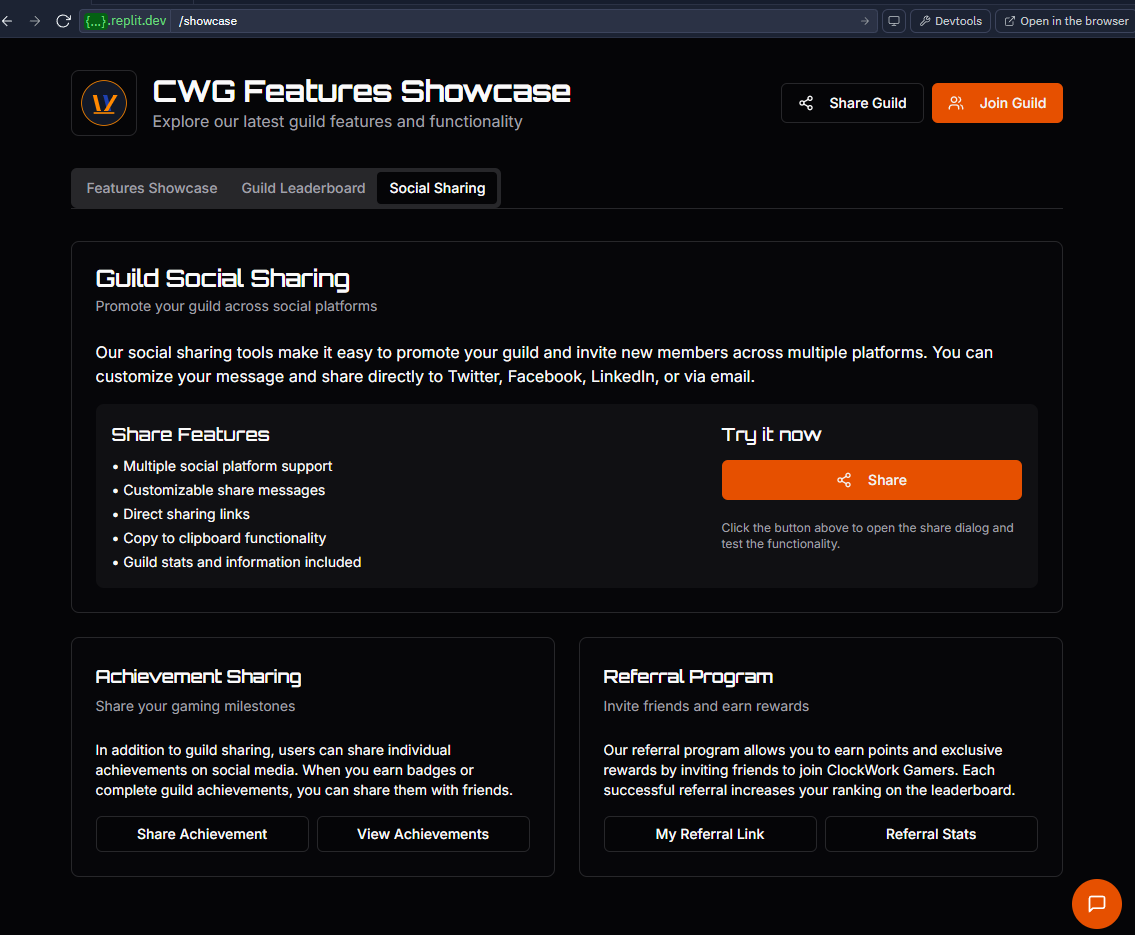 {...}.replit.dev /showcase
Devtools
Open in the browser
CWG Features Showcase
Explore our latest guild features and functionality
Share Guild
Join Guild
Features Showcase
Guild Leaderboard
Social Sharing
Guild Social Sharing
Promote your guild across social platforms
Our social sharing tools make it easy to promote your guild and invite new members across multiple platforms. You can
customize your message and share directly to Twitter, Facebook, LinkedIn, or via email.
Share Features
• Multiple social platform support
• Customizable share messages
• Direct sharing links
• Copy to clipboard functionality
• Guild stats and information included
Try it now
Share
Click the button above to open the share dialog and
test the functionality.
Achievement Sharing
Share your gaming milestones
In addition to guild sharing, users can share individual
achievements on social media. When you earn badges or
complete guild achievements, you can share them with friends.
Share Achievement
View Achievements
Referral Program
Invite friends and earn rewards
Our referral program allows you to earn points and exclusive
rewards by inviting friends to join ClockWork Gamers. Each
successful referral increases your ranking on the leaderboard.
My Referral Link
Referral Stats